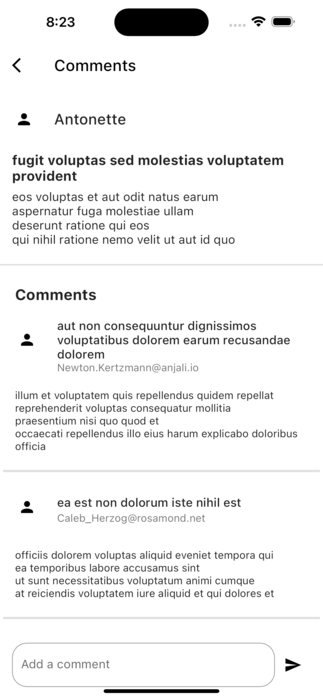 8:23
Comments
Antonette
fugit voluptas sed molestias voluptatem
provident
eos voluptas et aut odit natus earum
aspernatur fuga molestiae ullam
deserunt ratione qui eos
qui nihil ratione nemo velit ut aut id quo
Comments
aut non consequuntur dignissimos
voluptatibus dolorem earum recusandae
dolorem
Newton.Kertzmann@anjali.io
illum et voluptatem quis repellendus quidem repellat
reprehenderit voluptas consequatur mollitia
praesentium nisi quo quod et
occaecati repellendus illo eius harum explicabo doloribus
officia
ea est non dolorum iste nihil est
Caleb_Herzog@rosamond.net
officiis dolorem voluptas aliquid eveniet tempora qui
ea temporibus labore accusamus sint
ut sunt necessitatibus voluptatum animi cumque
at reiciendis voluptatem iure aliquid et qui dolores et
Add a comment